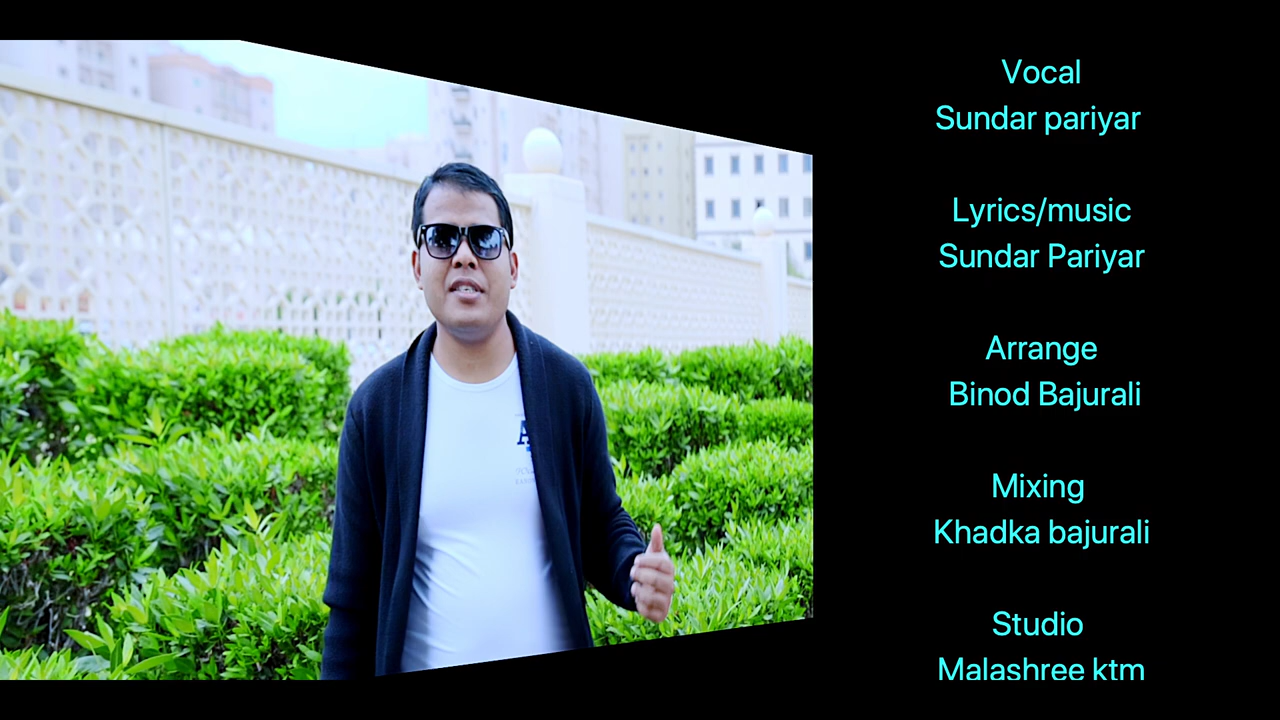 Vocal
Sundar pariyar
Lyrics/music
Sundar Pariyar
Arrange
Binod Bajurali
Mixing
Khadka bajurali
Studio
Malashree ktm